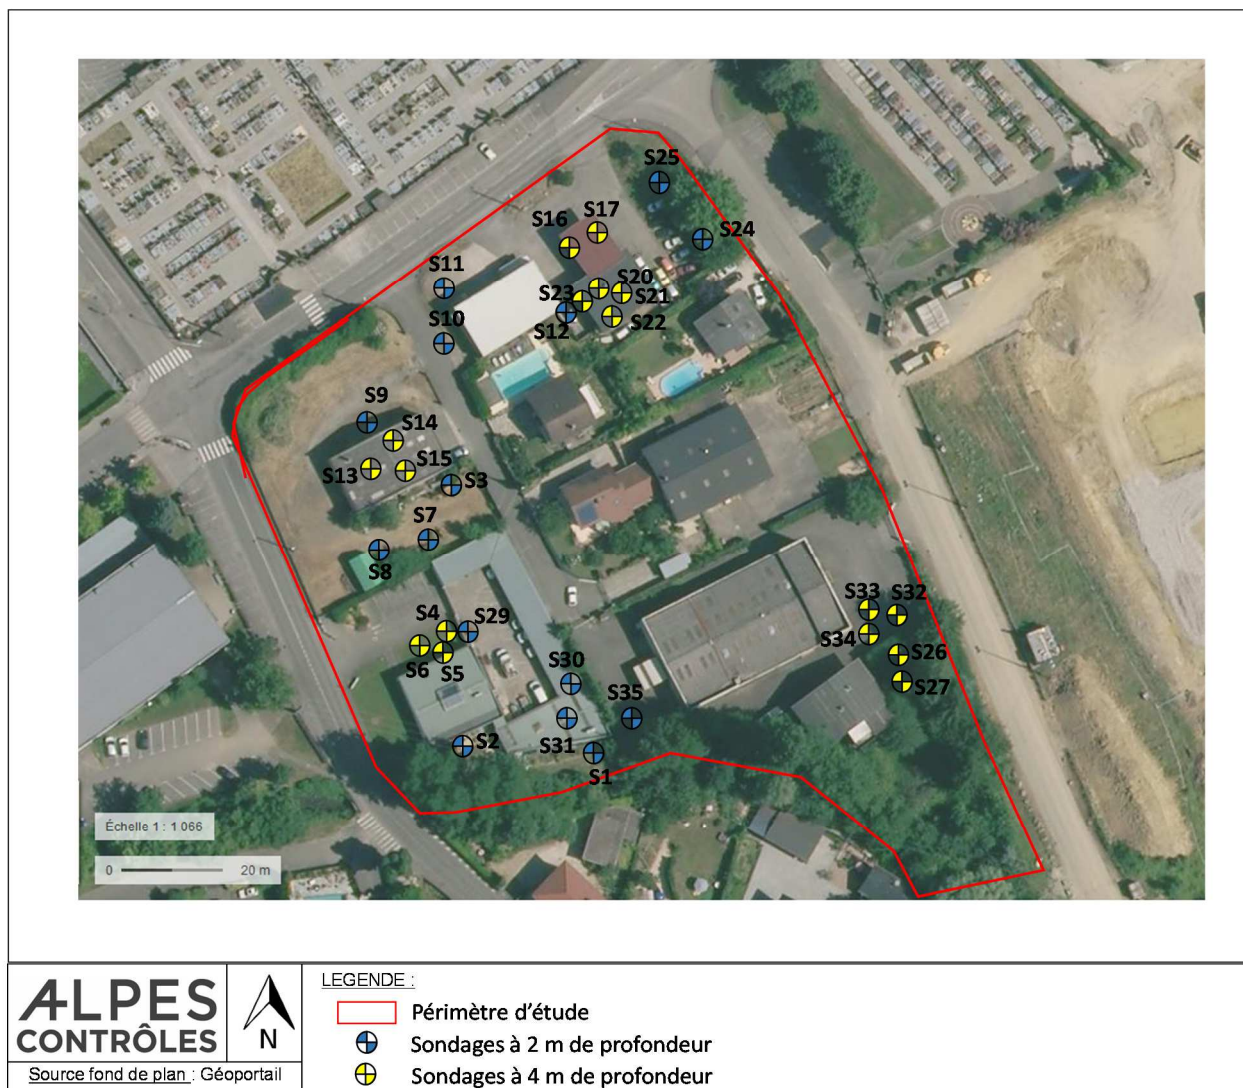 S25
S17
S16
S24
S11
S20
S23
S21
S10
S12
S22
S9
S14
S15
S13
S3
S7
S8
S33
S32
S4
S29
S34
S6
S5
S26
S30
S27
S35
S2
S31
S1
Échelle 1 : 1 066
0 20 m
ALPES
CONTRÔLES
N
Source fond de plan : Géoportail
LEGENDE :
Périmètre d'étude
Sondages à 2 m de profondeur
Sondages à 4 m de profondeur